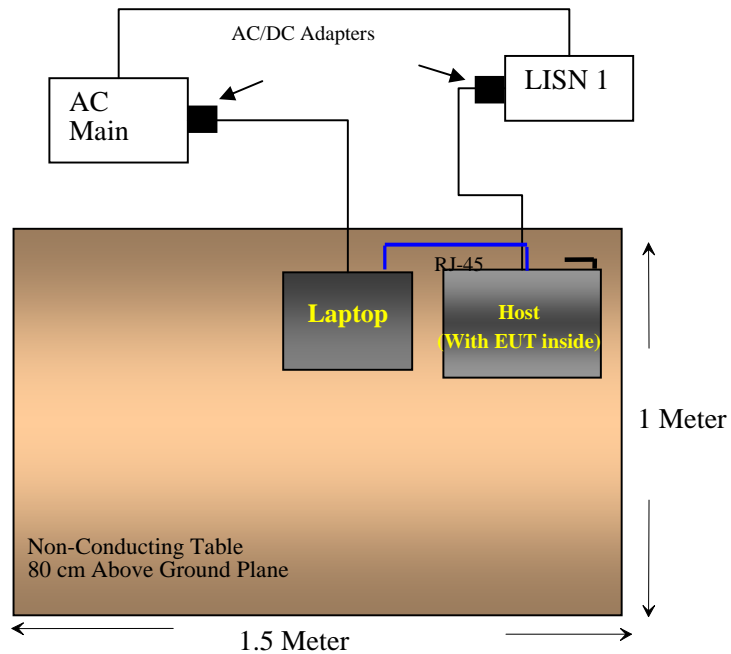 AC/DC Adapters
AC
Main
LISN 1
RJ-45
Laptop
Host
(With EUT inside)
1 Meter
Non-Conducting Table
80 cm Above Ground Plane
1.5 Meter